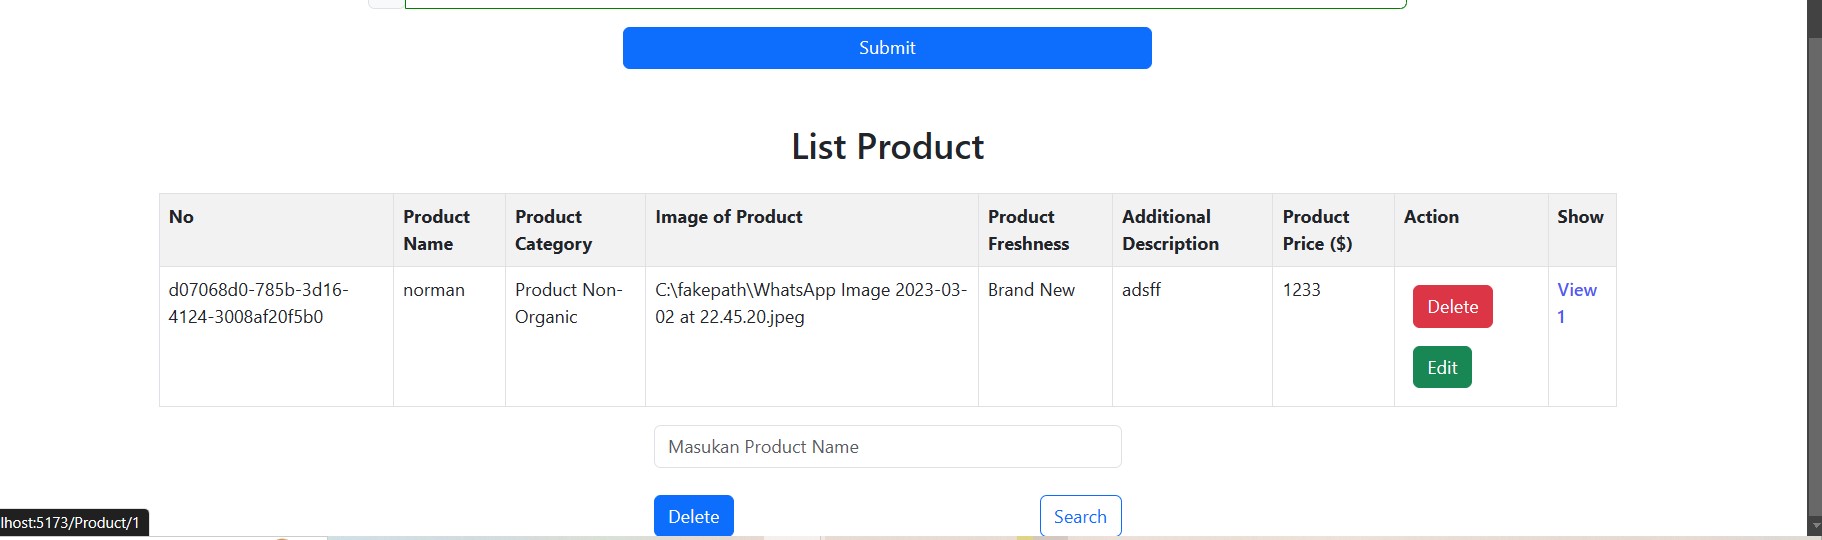 Submit
List Product
No
Product Name
Product Category
Image of Product
Product Freshness
Additional Description
Product Price ($)
Action
Show
d07068d0-785b-3d16-
4124-3008af20f5b0
norman
Product Non-
Organic
C:\fakepath\WhatsApp Image 2023-03-
02 at 22.45.20.jpeg
Brand New
adsff
1233
Delete
Edit
View
1
Masukan Product Name
Delete
Search
lhost:5173/Product/1